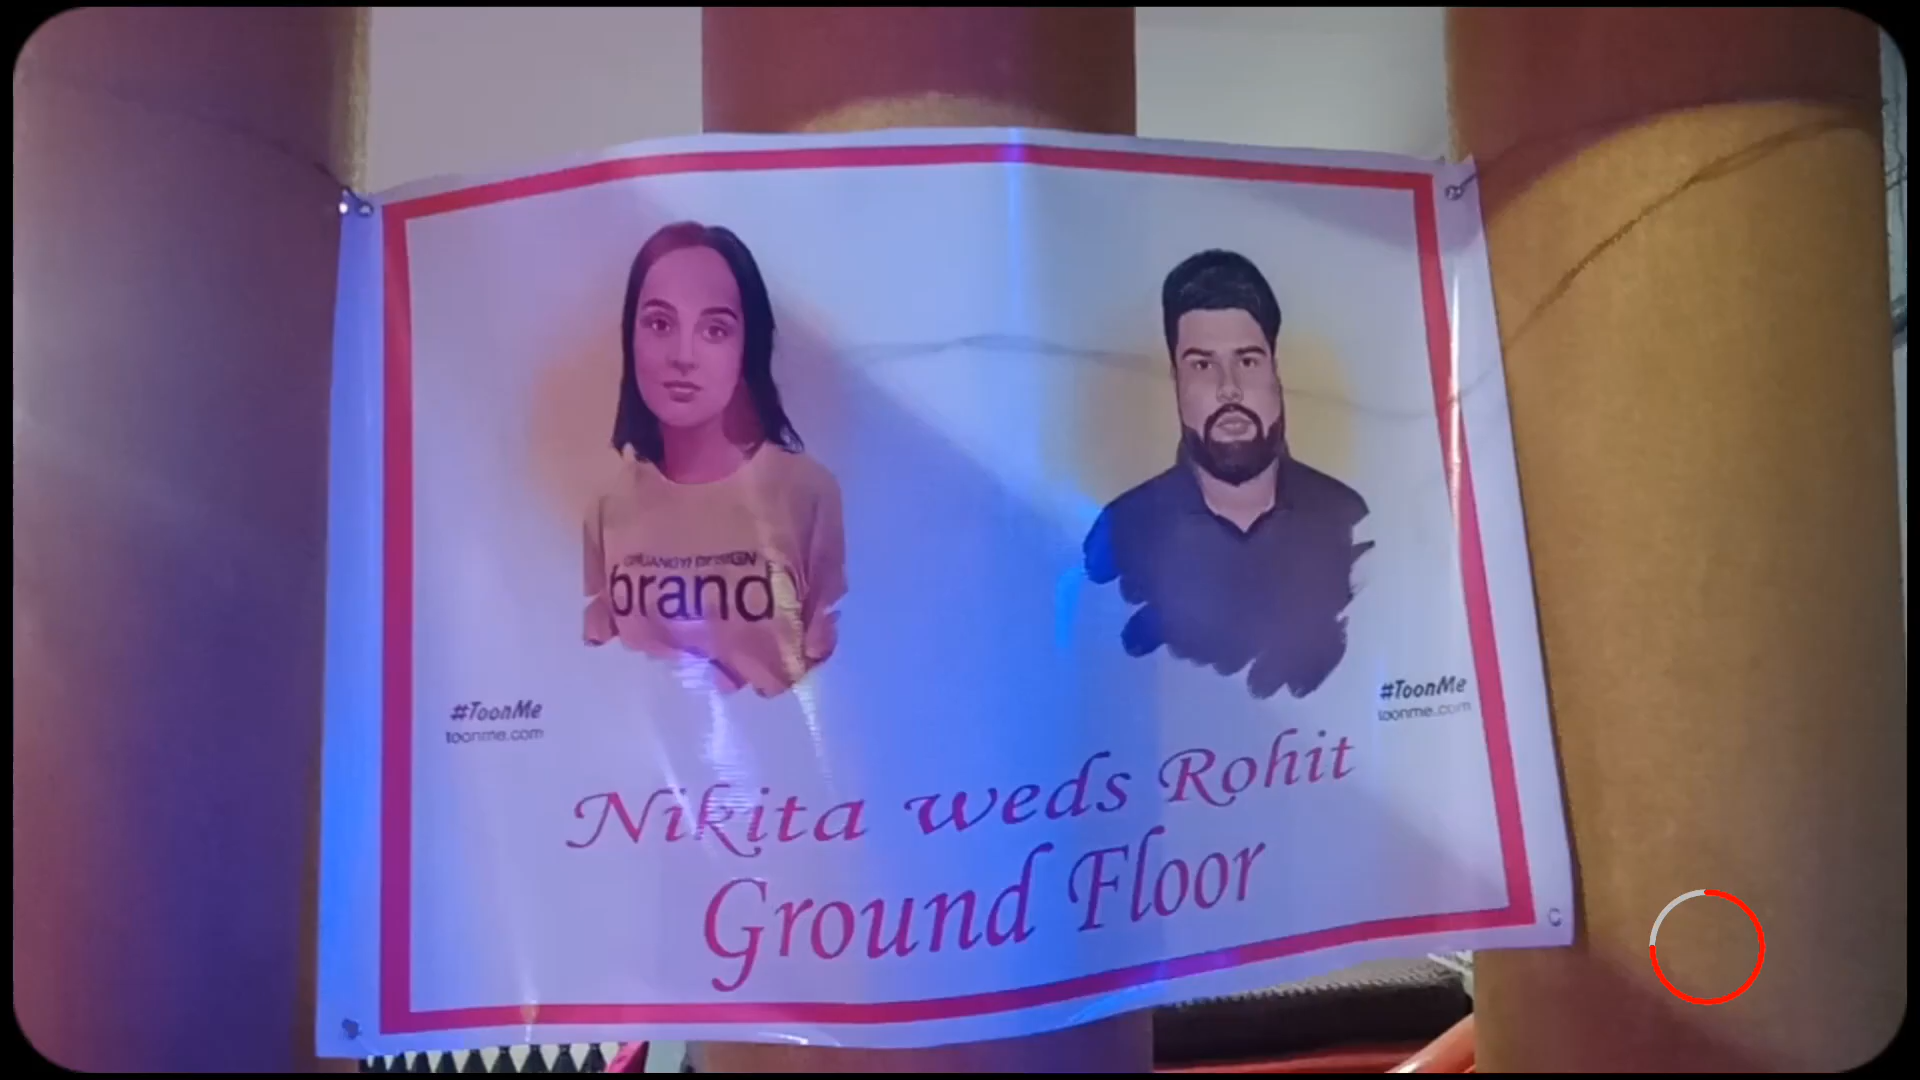 brand
#ToonMe
toonme.com
#ToonMe
toonme.com
Nikita weds Rohit
Ground Floor